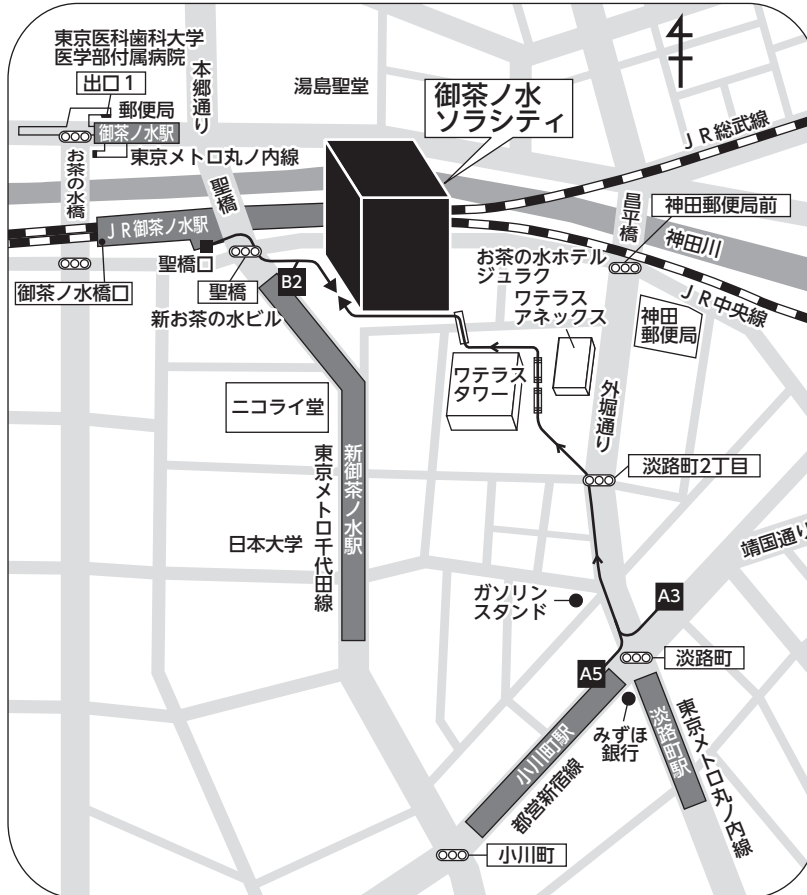 東京医科歯科大学
医学部付属病院
出口1
郵便局
御茶ノ水駅
東京メトロ丸ノ内線
本郷通り
湯島聖堂
御茶ノ水
ソラシティ
JR総武線
お茶の水橋
聖橋
昌平橋
神田郵便局前
神田川
JR御茶ノ水駅
聖橋口
御茶ノ水橋口
聖橋
B2
新お茶の水ビル
お茶の水ホテル
ジュラク
ワテラス
アネックス
神田
郵便局
JR中央線
ワテラス
タワー
外堀通り
ニコライ堂
新御茶ノ水駅
東京メトロ千代田線
日本大学
淡路町2丁目
靖国通り
ガソリン
スタンド
A3
A5
淡路町
みずほ
銀行
淡路町駅
東京メトロ丸ノ内線
小川町駅
都営新宿線
小川町